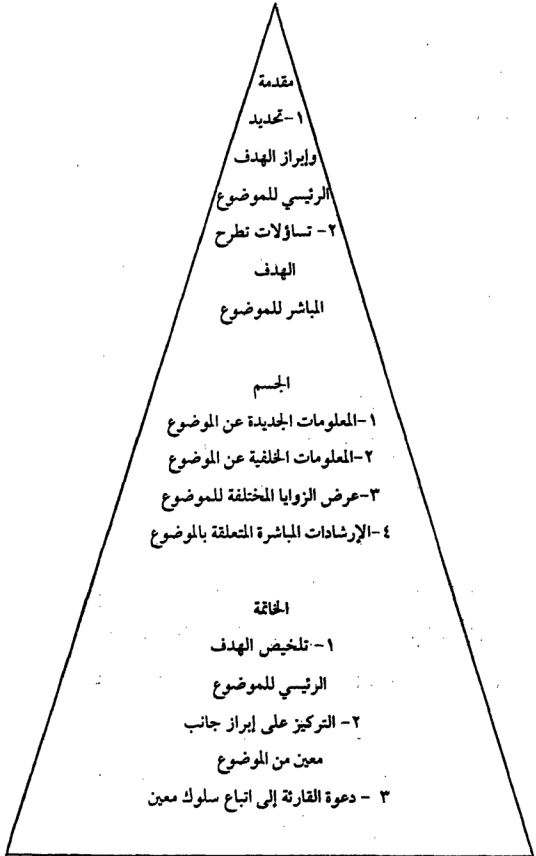 مقدمة
١-تحديد
وإبراز الهدف
الرئيسي للموضوع
٢- تساؤلات تطرح
الهدف
المباشر للموضوع
الجسم
١-المعلومات الجديدة عن الموضوع
٢-المعلومات الخلفية عن الموضوع
٣-عرض الزوايا المختلفة للموضوع
٤-الإرشادات المباشرة المتعلقة بالموضوع
الخاتمة
١- تلخيص الهدف
الرئيسي للموضوع
٢- التركيز على إبراز جانب
معين من الموضوع
٣ - دعوة القارئة إلى اتباع سلوك معين